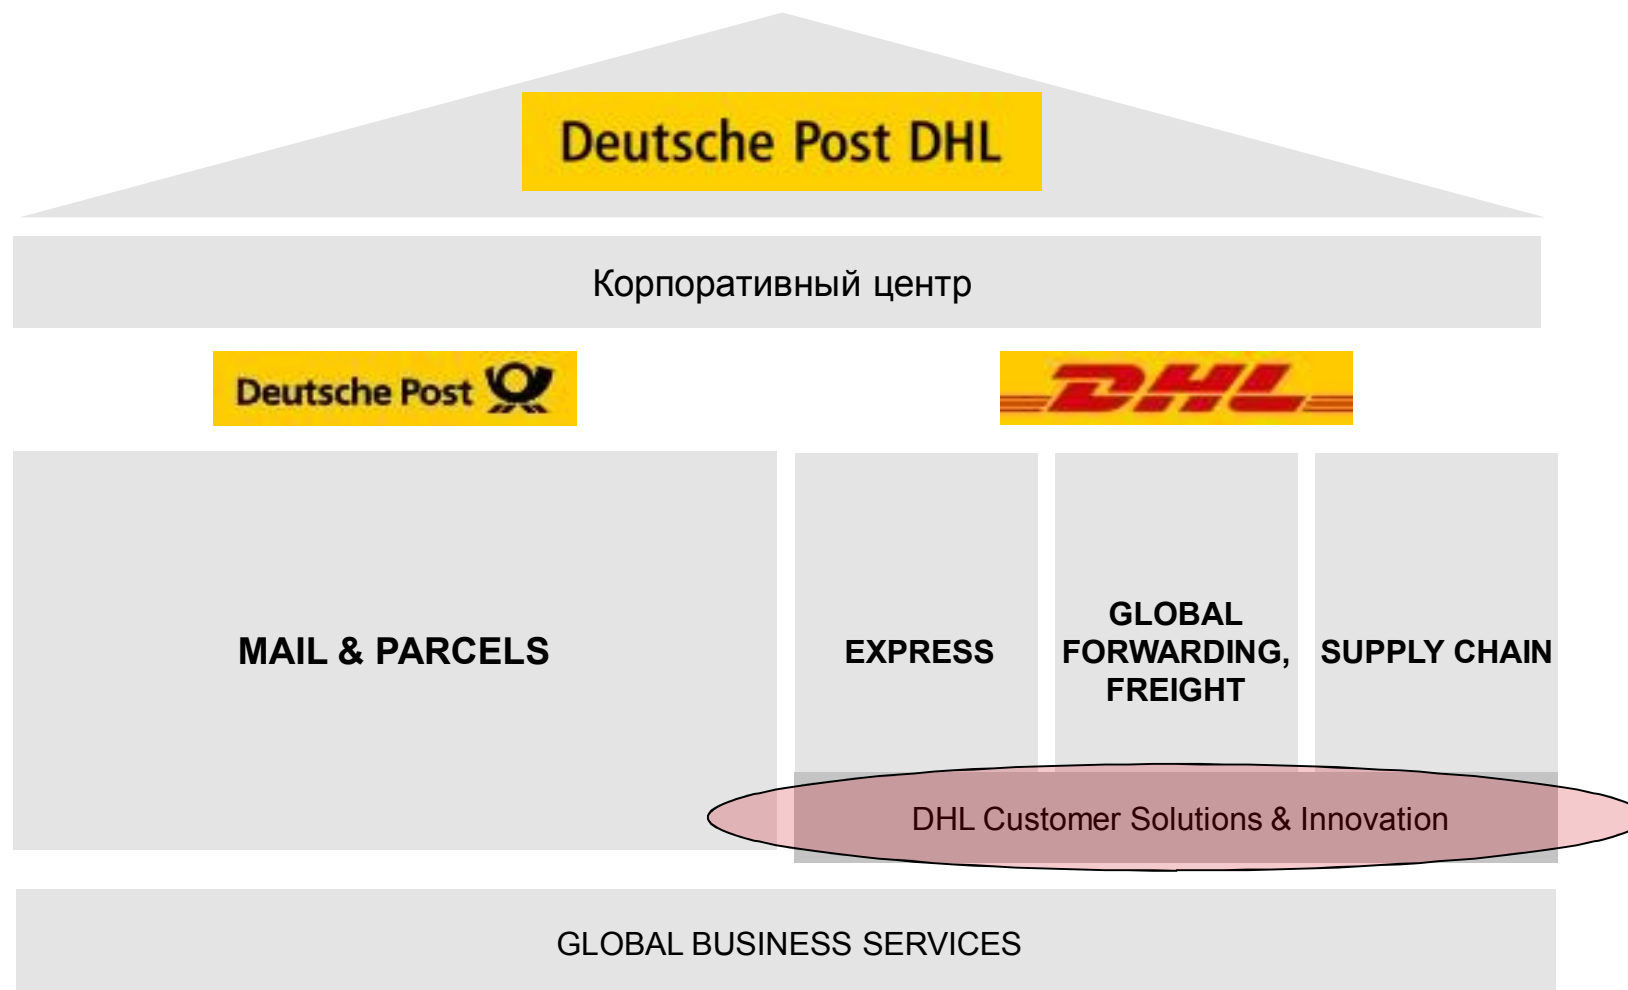 Deutsche Post DHL
Корпоративный центр
Deutsche Post
DHL
MAIL & PARCELS
EXPRESS
GLOBAL
FORWARDING,
FREIGHT
SUPPLY CHAIN
DHL Customer Solutions & Innovation
GLOBAL BUSINESS SERVICES